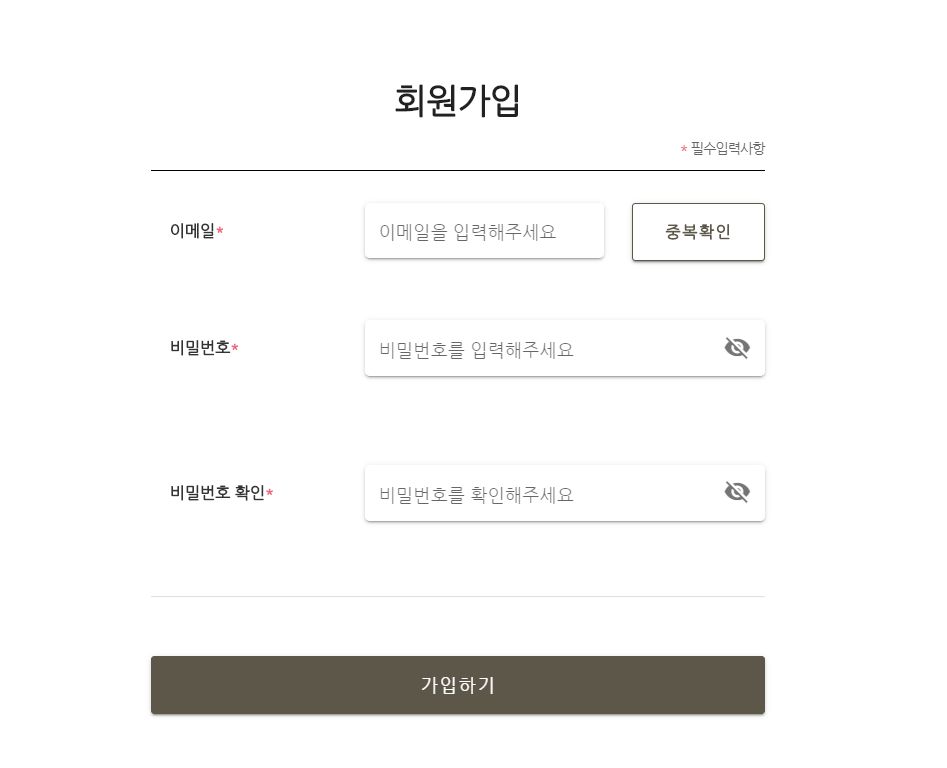 회원가입
* 필수입력사항
이메일*
이메일을 입력해주세요
중복확인
비밀번호*
비밀번호를 입력해주세요
비밀번호 확인*
비밀번호를 확인해주세요
가입하기